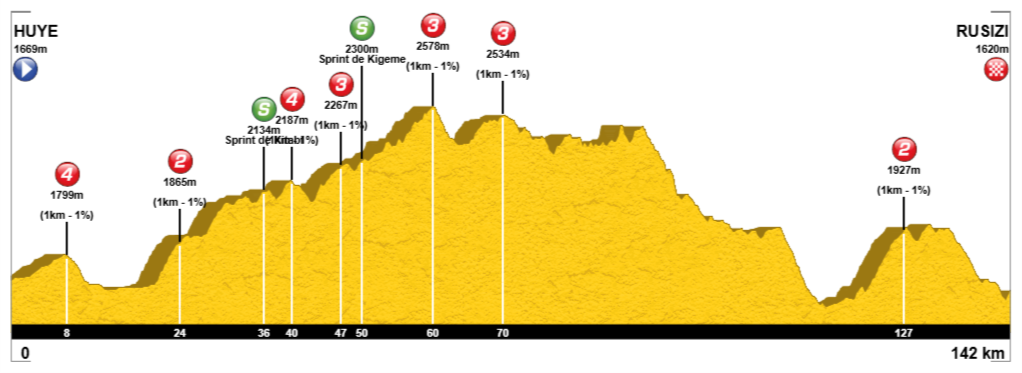 HUYE
1669m
RUSIZI
1620m
4
1799m
(1km - 1%)
2
1865m
(1km - 1%)
S
2134m
Sprint de Kitabi
4
2187m
(1km - 1%)
3
2267m
(1km - 1%)
S
2300m
Sprint de Kigeme
3
2578m
(1km - 1%)
3
2534m
(1km - 1%)
2
1927m
(1km - 1%)
8
24
36
40
47
50
60
70
127
0
142 km